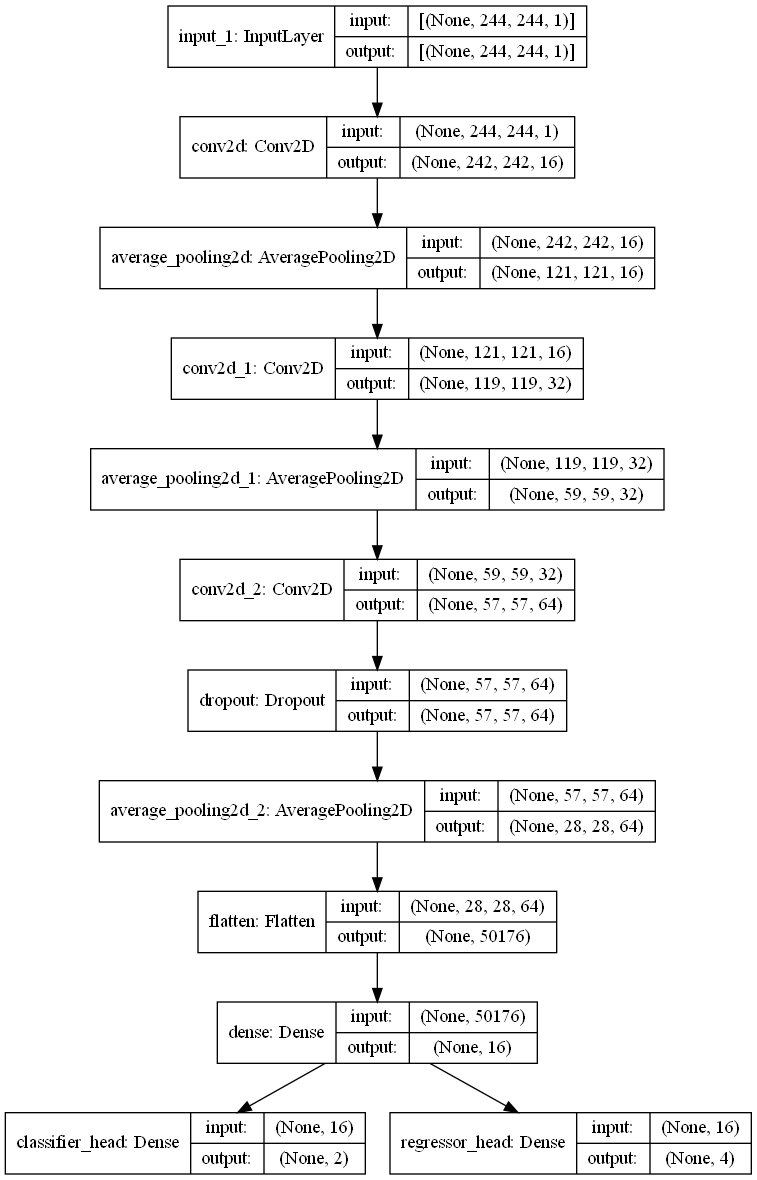 input_1: InputLayer
input: [(None, 244, 244, 1)]
output: [(None, 244, 244, 1)]
conv2d: Conv2D
input: (None, 244, 244, 1)
output: (None, 242, 242, 16)
average_pooling2d: AveragePooling2D
input: (None, 242, 242, 16)
output: (None, 121, 121, 16)
conv2d_1: Conv2D
input: (None, 121, 121, 16)
output: (None, 119, 119, 32)
average_pooling2d_1: AveragePooling2D
input: (None, 119, 119, 32)
output: (None, 59, 59, 32)
conv2d_2: Conv2D
input: (None, 59, 59, 32)
output: (None, 57, 57, 64)
dropout: Dropout
input: (None, 57, 57, 64)
output: (None, 57, 57, 64)
average_pooling2d_2: AveragePooling2D
input: (None, 57, 57, 64)
output: (None, 28, 28, 64)
flatten: Flatten
input: (None, 28, 28, 64)
output: (None, 50176)
dense: Dense
input: (None, 50176)
output: (None, 16)
classifier_head: Dense
input: (None, 16)
output: (None, 2)
regressor_head: Dense
input: (None, 16)
output: (None, 4)